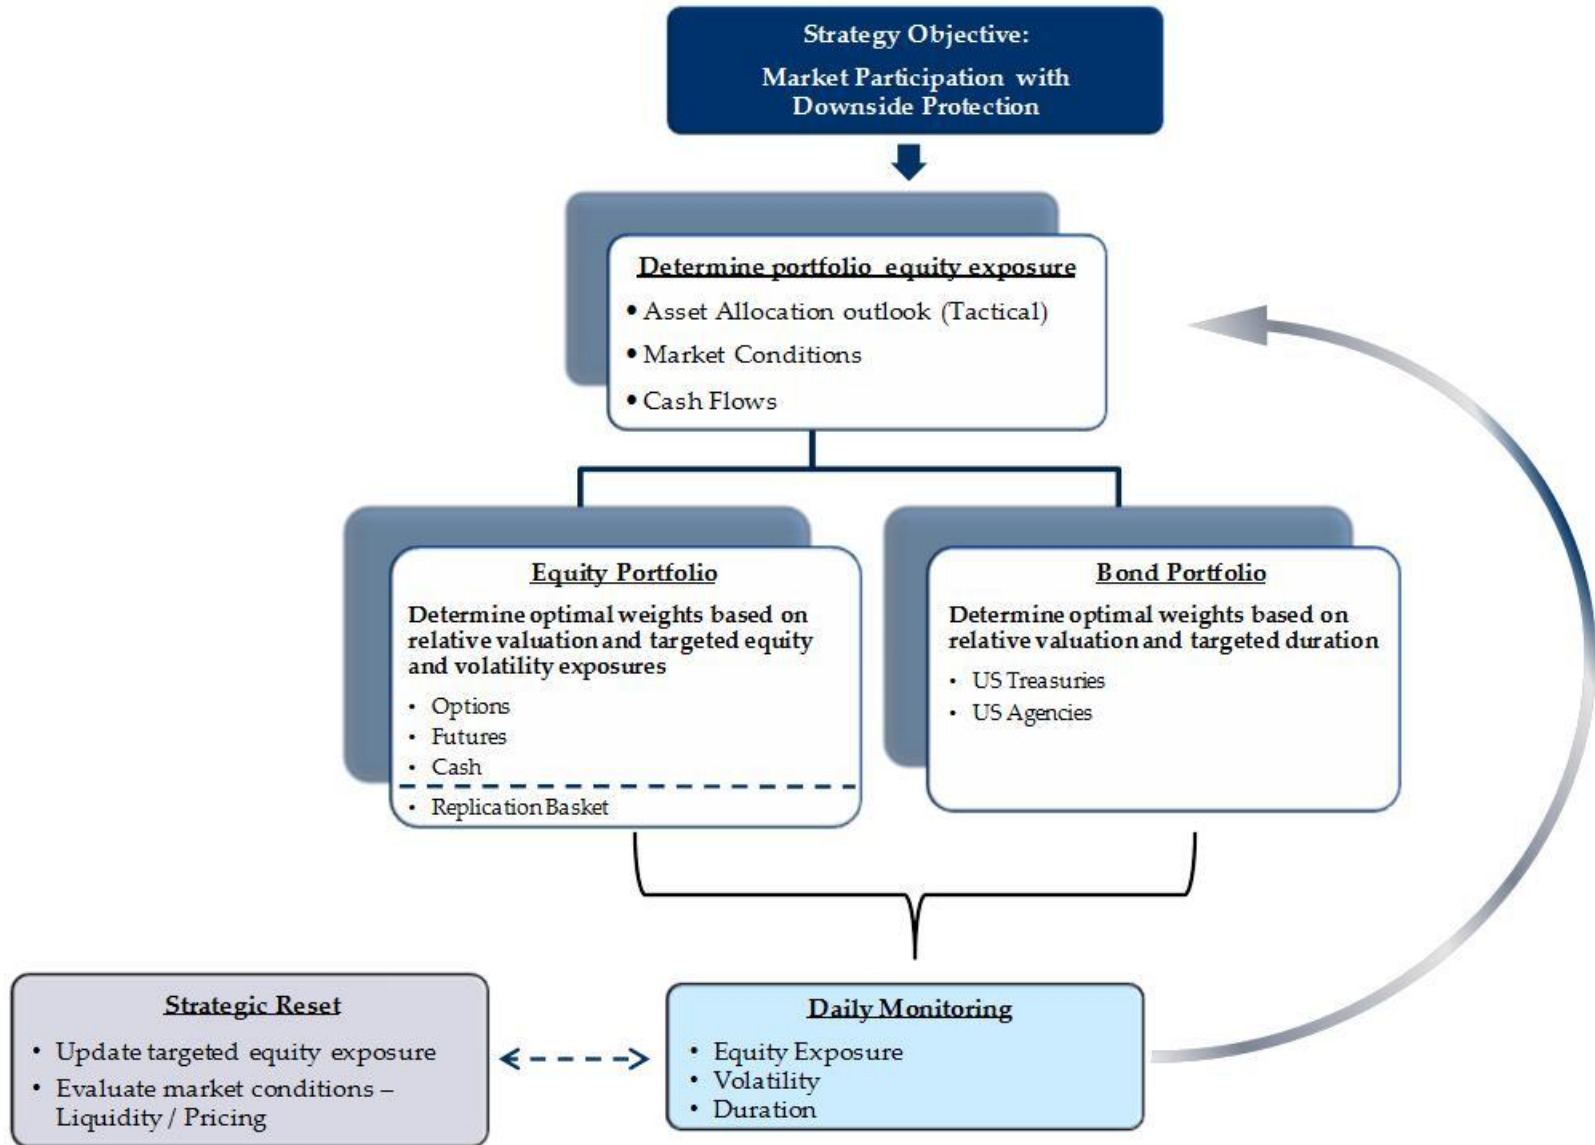 Strategy Objective:
Market Participation with
Downside Protection
Determine portfolio equity exposure
• Asset Allocation outlook (Tactical)
• Market Conditions
• Cash Flows
Equity Portfolio
Determine optimal weights based on
relative valuation and targeted equity
and volatility exposures
• Options
• Futures
• Cash
• Replication Basket
Bond Portfolio
Determine optimal weights based on
relative valuation and targeted duration
• US Treasuries
• US Agencies
Strategic Reset
• Update targeted equity exposure
• Evaluate market conditions –
Liquidity / Pricing
Daily Monitoring
• Equity Exposure
• Volatility
• Duration